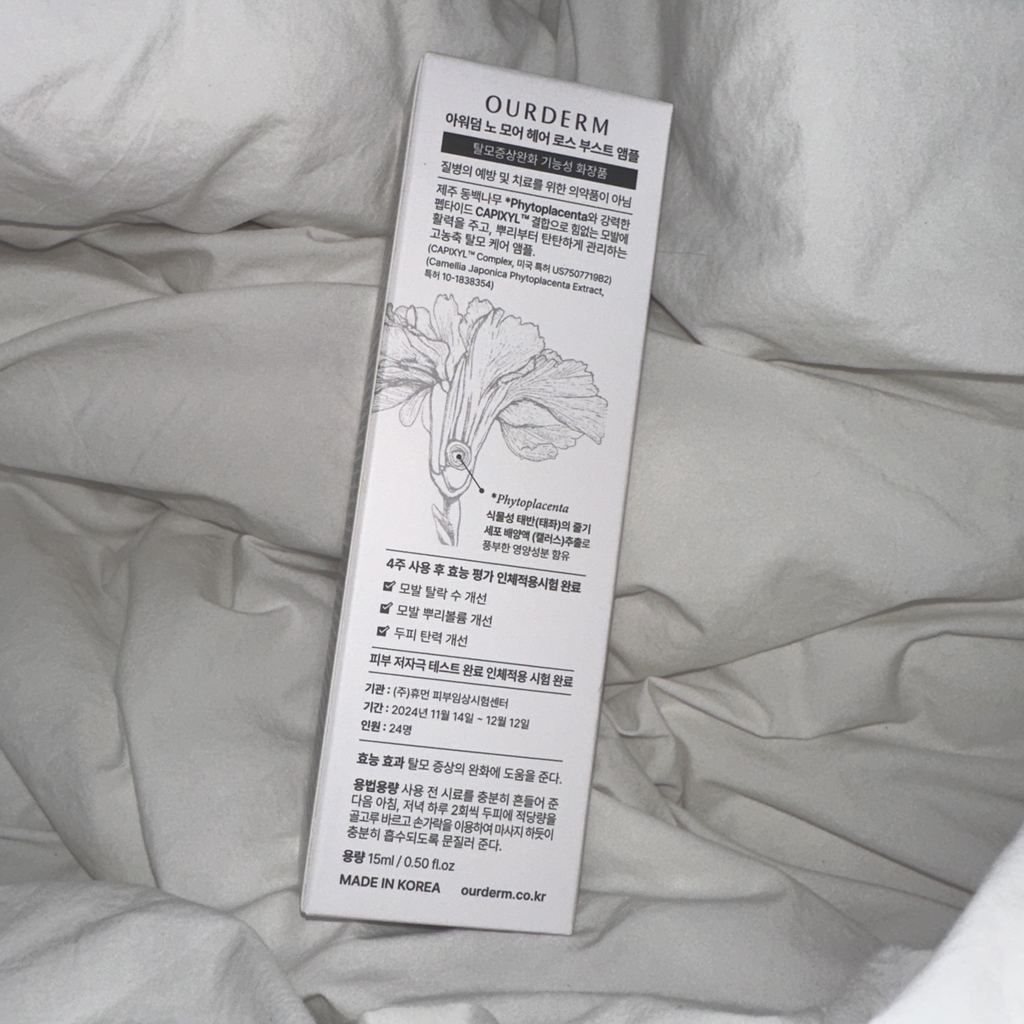 OURDERM
아워덤 노 모어 헤어 로스 부스트 앰플
탈모증상완화 기능성 화장품
질병의 예방 및 치료를 위한 의약품이 아님
제주 동백나무 *Phytoplacenta와 강력한
펩타이드 CAPIXYL™ 결합으로 힘없는 모발에
활력을 주고, 뿌리부터 탄탄하게 관리하는
고농축 탈모 케어 앰플.
(CAPIXYL™ Complex, 미국 특허 US7507719B2)
(Camellia Japonica Phytoplacenta Extract,
특허 10-1838354)
*Phytoplacenta
식물성 태반(태좌)의 줄기
세포 배양액 (캘러스)추출로
풍부한 영양성분 함유
4주 사용 후 효능 평가 인체적용시험 완료
모발 탈락 수 개선
모발 뿌리볼륨 개선
두피 탄력 개선
피부 저자극 테스트 완료 인체적용 시험 완료
기관 : (주)휴먼 피부임상시험센터
기간 : 2024년 11월 14일 ~ 12월 12일
인원 : 24명
효능 효과 탈모 증상의 완화에 도움을 준다.
용법용량 사용 전 시료를 충분히 흔들어 준
다음 아침, 저녁 하루 2회씩 두피에 적당량을
골고루 바르고 손가락을 이용하여 마사지 하듯이
충분히 흡수되도록 문질러 준다.
용량 15ml / 0.50 fl.oz
MADE IN KOREA ourderm.co.kr